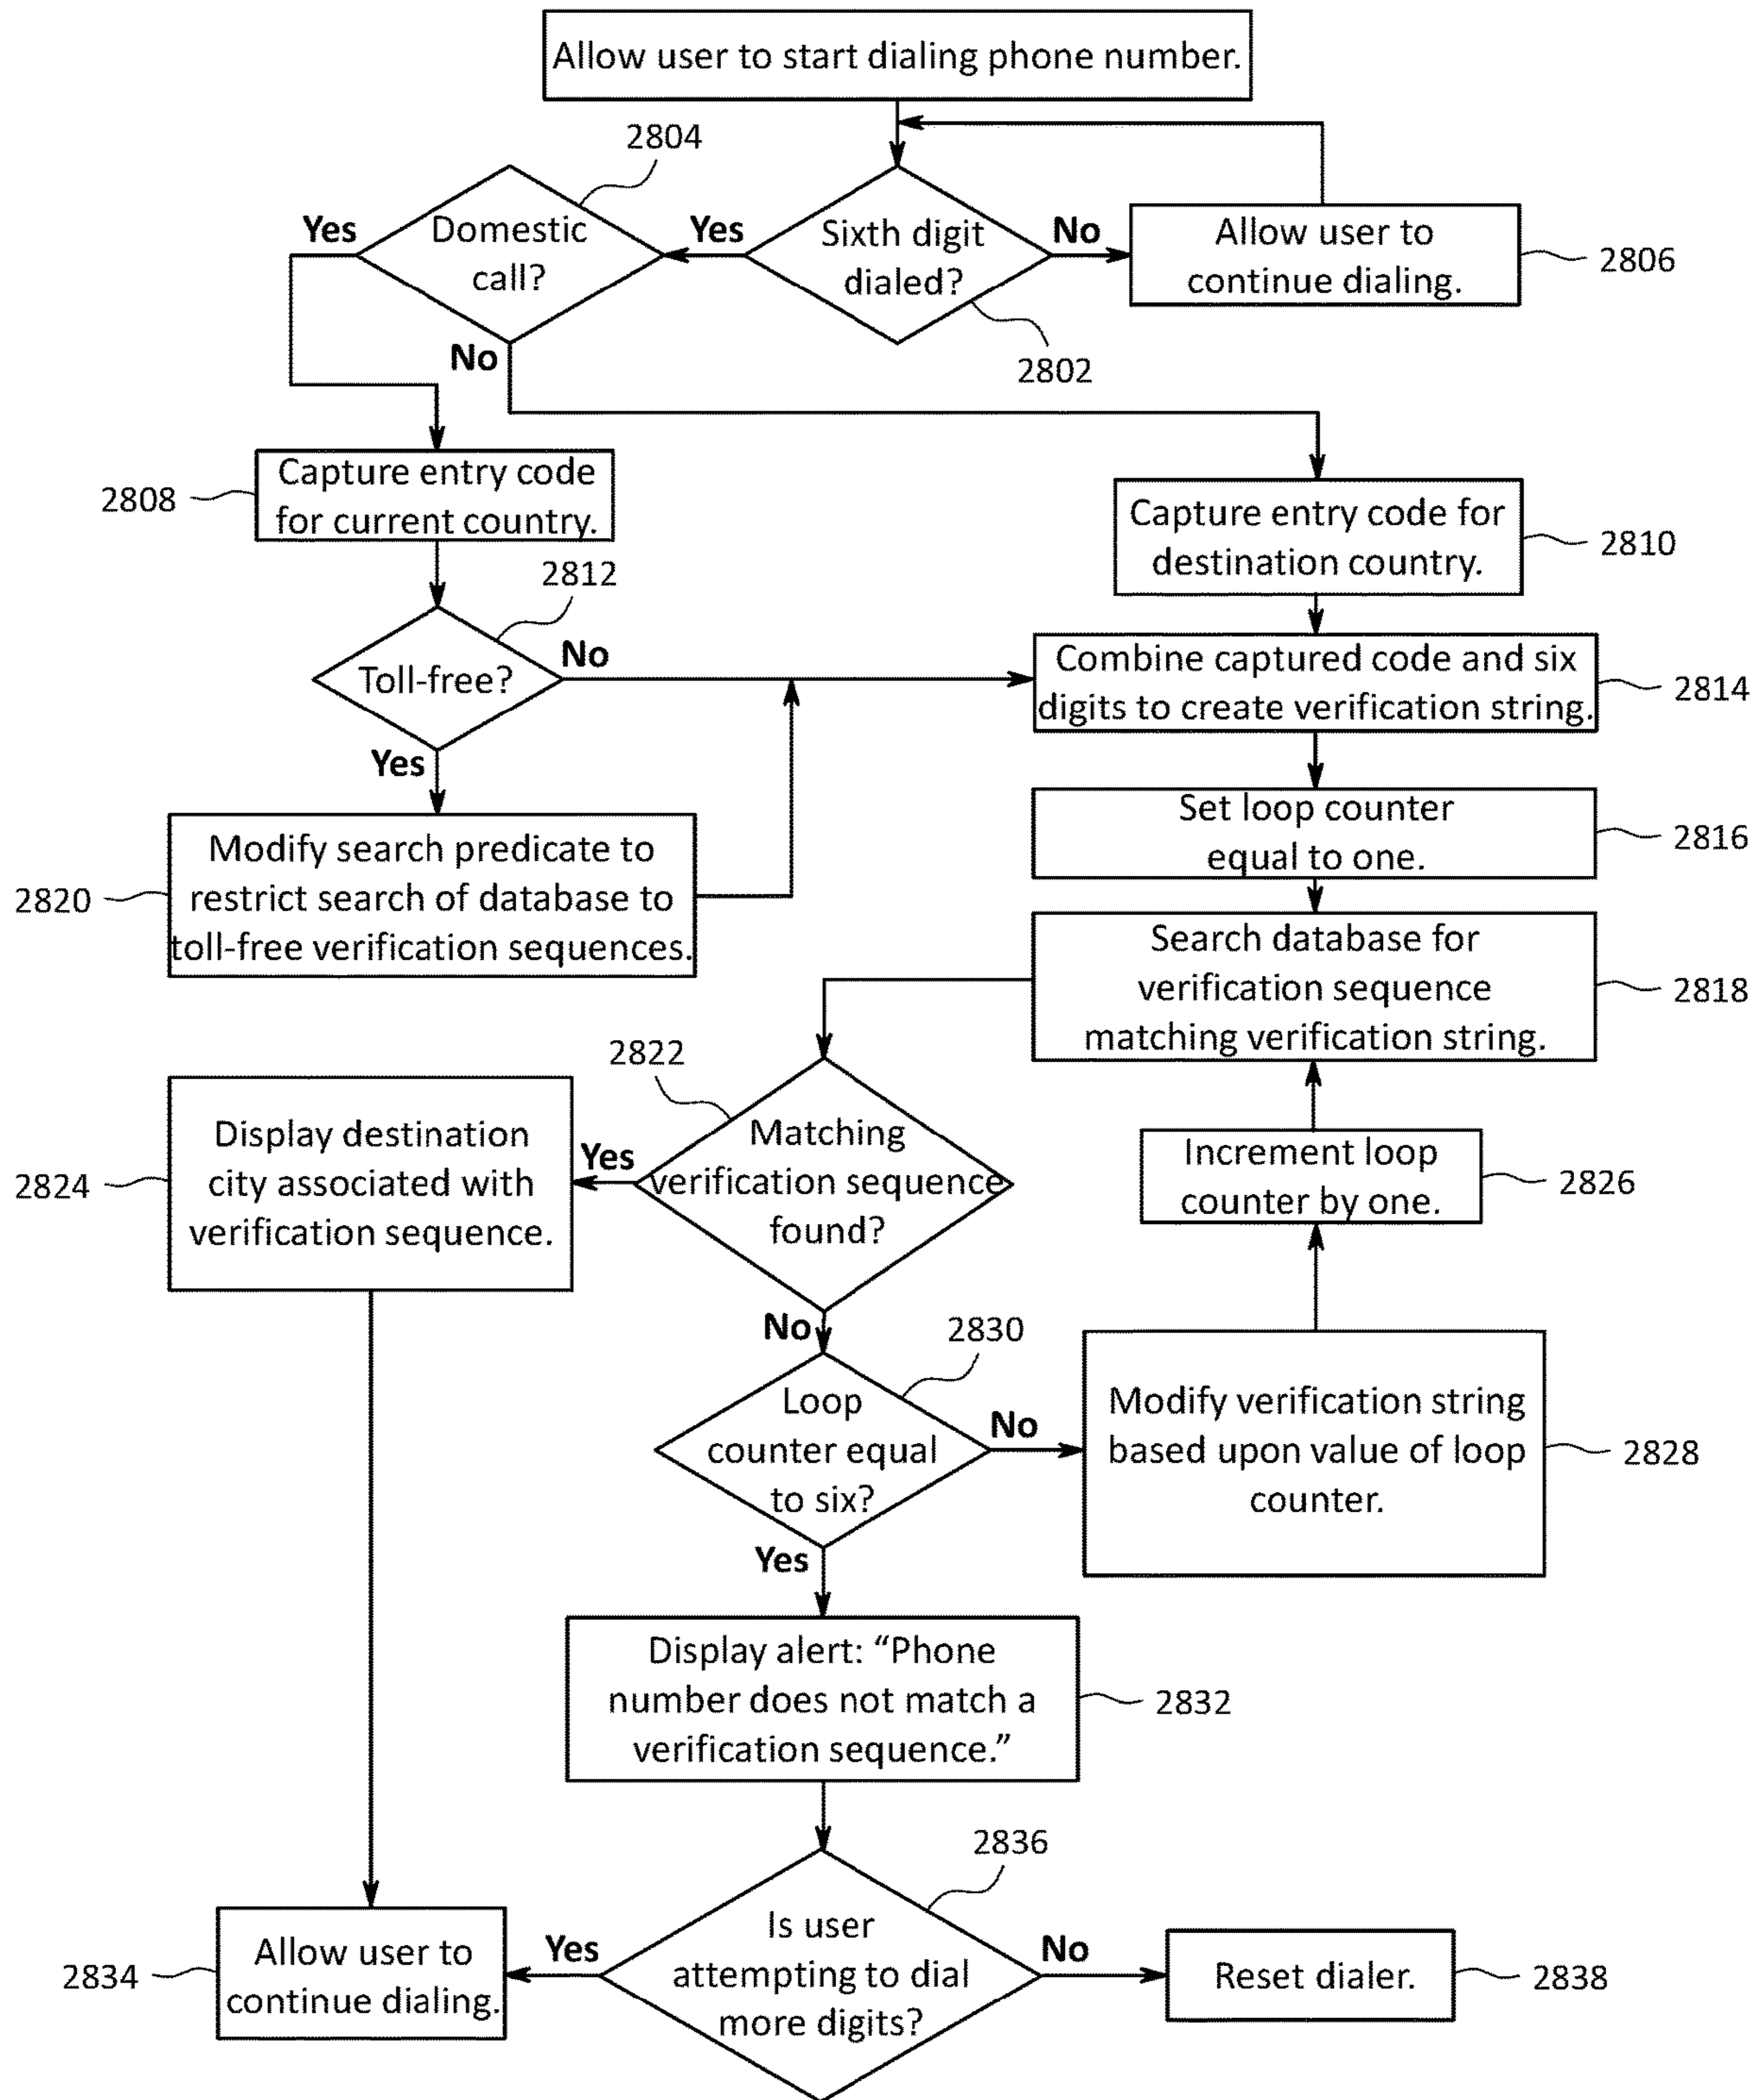 Allow user to start dialing phone number.
2804
Yes
Domestic
call?
Yes
Sixth digit
dialed?
No
Allow user to
continue dialing.
2806
2802
No
2808
Capture entry code
for current country.
Capture entry code for
destination country.
2810
2812
Toll-free?
No
Combine captured code and six
digits to create verification string.
2814
Yes
Set loop counter
equal to one.
2816
2820
Modify search predicate to
restrict search of database to
toll-free verification sequences.
Search database for
verification sequence
matching verification string.
2818
2822
Matching
verification sequence
found?
Yes
Display destination
city associated with
verification sequence.
2824
Increment loop
counter by one.
2826
No
2830
Loop
counter equal
to six?
No
Modify verification string
based upon value of loop
counter.
2828
Yes
Display alert: “Phone
number does not match a
verification sequence.”
2832
2836
Is user
attempting to dial
more digits?
Yes
Allow user to
continue dialing.
2834
No
Reset dialer.
2838